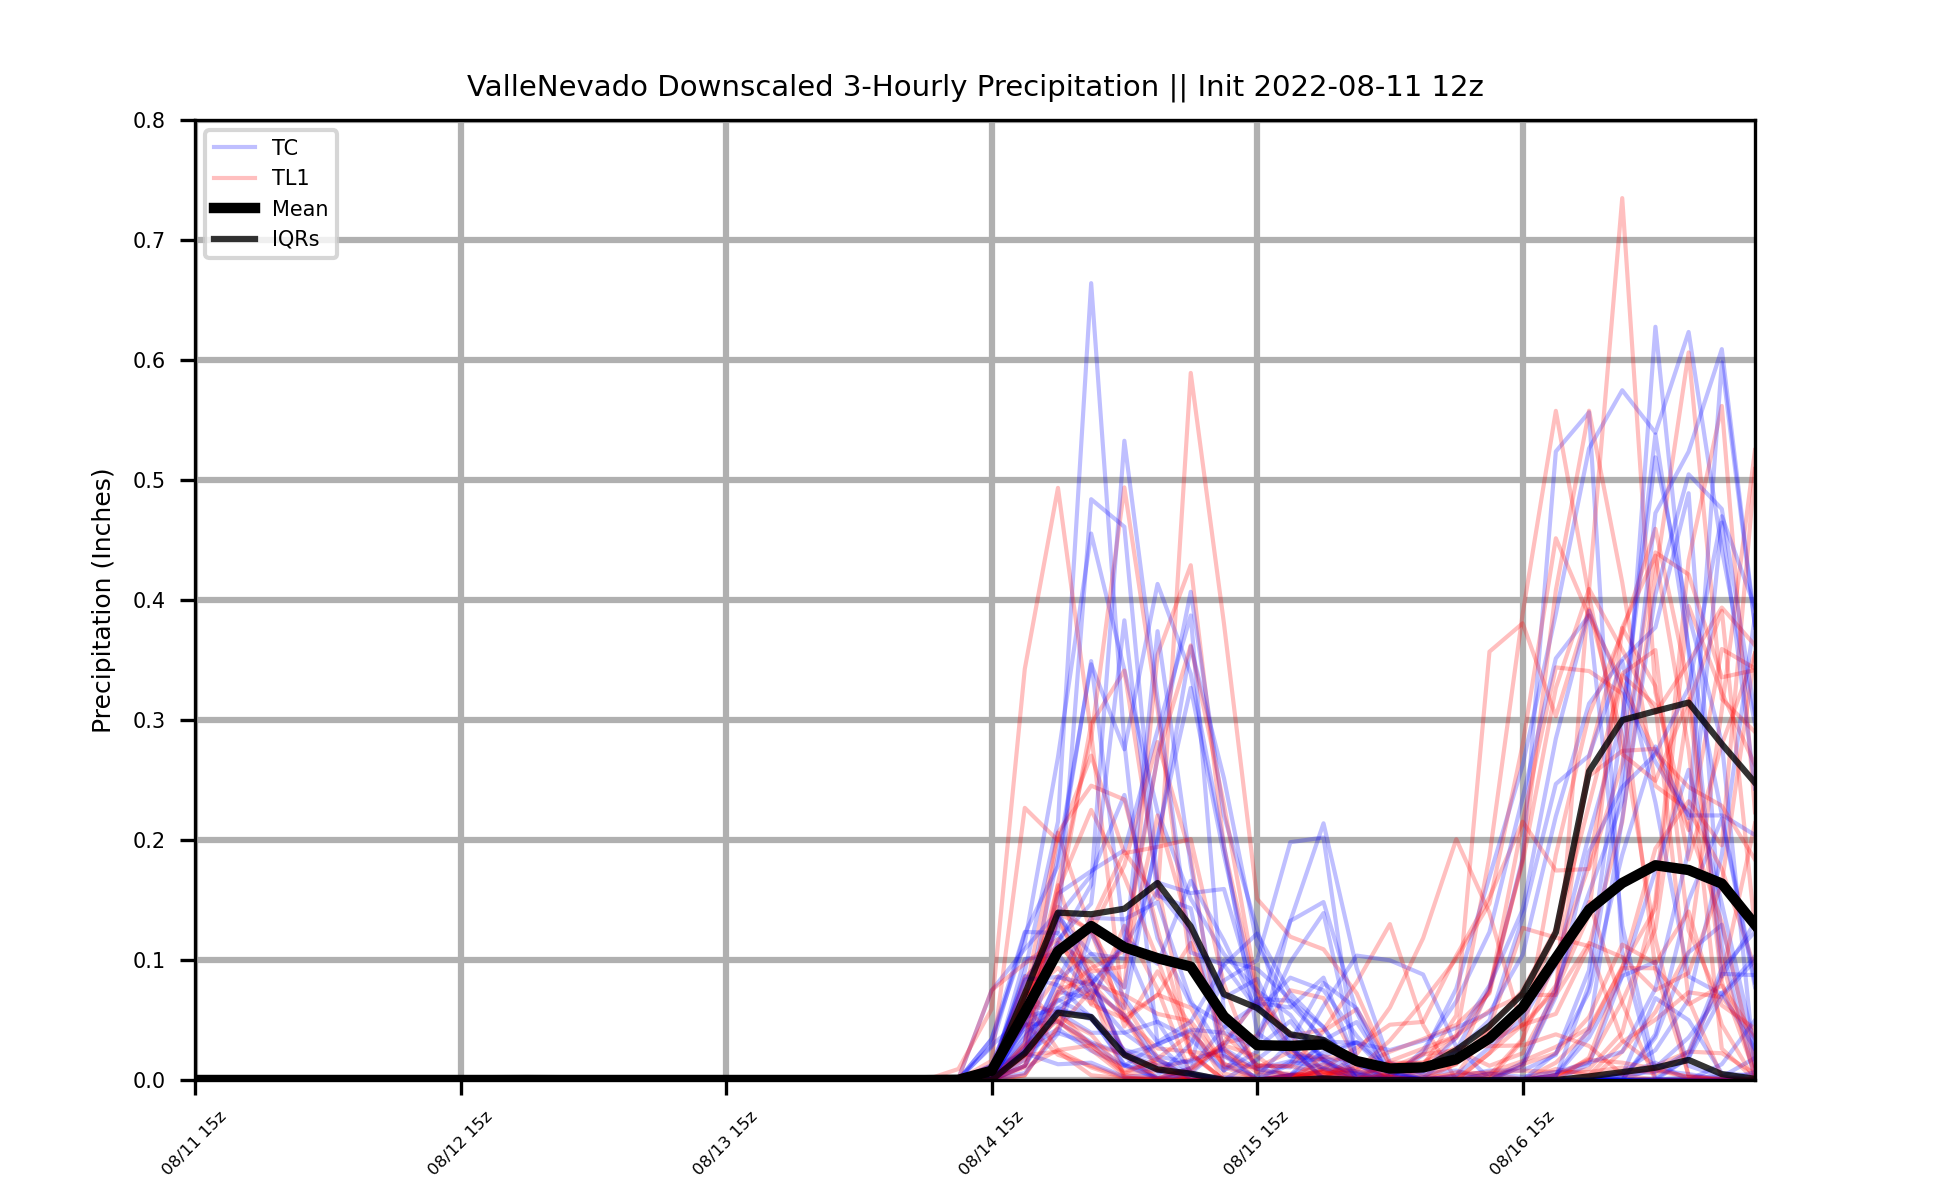 ValleNevado Downscaled 3-Hourly Precipitation || Init 2022-08-11 12z
Precipitation (Inches)
0.8
0.7
0.6
0.5
0.4
0.3
0.2
0.1
0.0
TC
TL1
Mean
IQRs
08/11 15z
08/12 15z
08/13 15z
08/14 15z
08/15 15z
08/16 15z